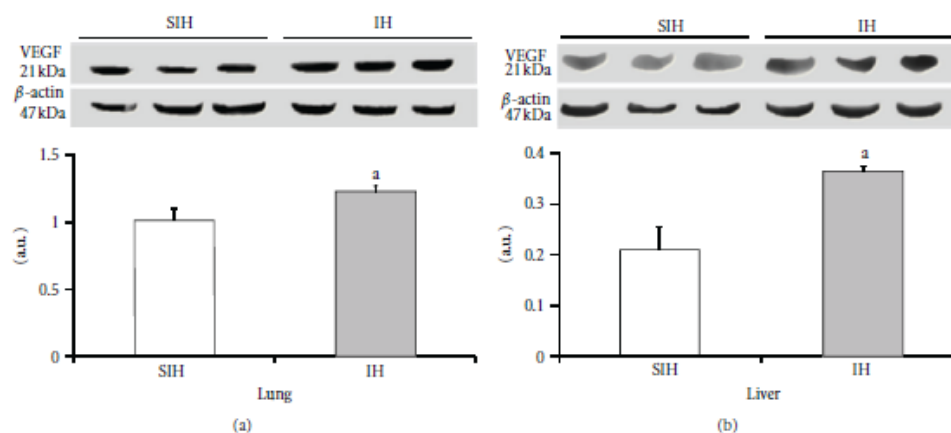 SIH IH
VEGF
21 kDa
β-actin
47 kDa
1.5
a
1
(a.u.)
0.5
0
SIH IH
Lung
(a)
SIH IH
VEGF
21 kDa
β-actin
47 kDa
0.4
a
0.3
(a.u.)
0.2
0.1
0
SIH IH
Liver
(b)